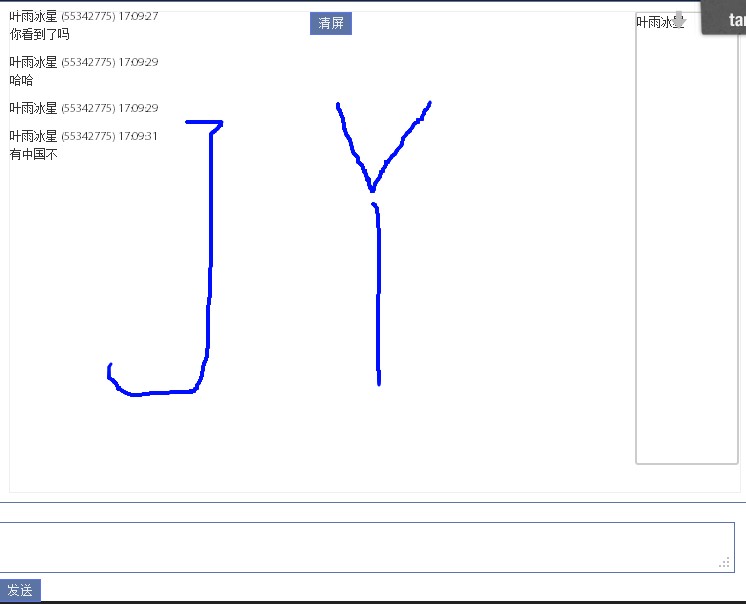 叶雨冰星 (55342775) 17:09:27
你看到了吗
叶雨冰星 (55342775) 17:09:29
哈哈
叶雨冰星 (55342775) 17:09:29
叶雨冰星 (55342775) 17:09:31
有中国不
清屏
叶雨冰星
tar
J Y
发送